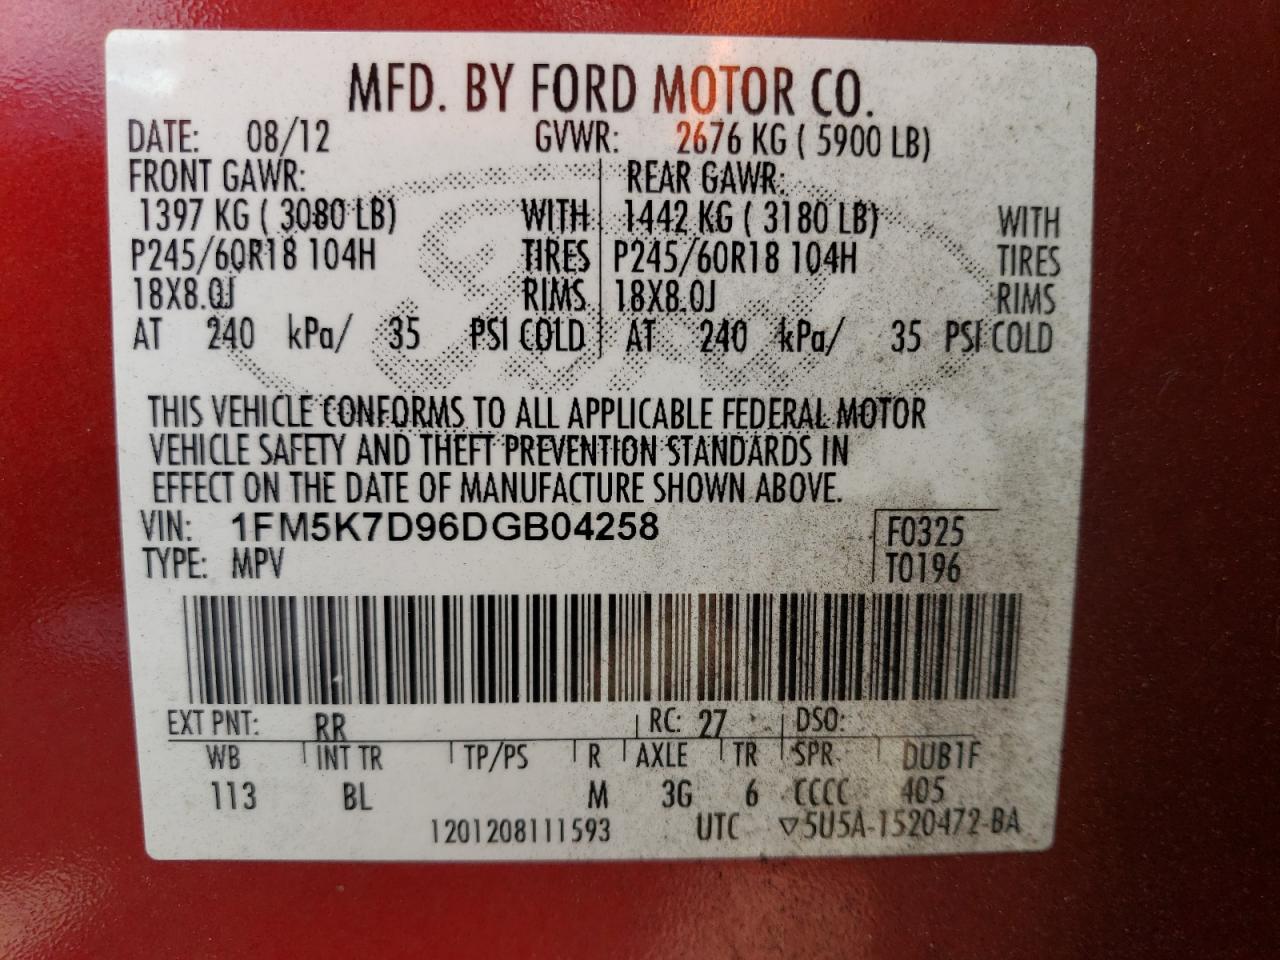 MFD. BY FORD MOTOR CO.
DATE: 08/12 GVWR: 2676 KG ( 5900 LB)
FRONT GAWR: REAR GAWR:
1397 KG ( 3080 LB) WITH 1442 KG ( 3180 LB) WITH
P245/60R18 104H TIRES P245/60R18 104H TIRES
18X8.0J RIMS 18X8.0J RIMS
AT 240 kPa/ 35 PSI COLD AT 240 kPa/ 35 PSI COLD
THIS VEHICLE CONFORMS TO ALL APPLICABLE FEDERAL MOTOR
VEHICLE SAFETY AND THEFT PREVENTION STANDARDS IN
EFFECT ON THE DATE OF MANUFACTURE SHOWN ABOVE.
VIN: 1FM5K7D96DGB04258 F0325
TYPE: MPV T0196
EXT PNT: RR RC: 27 DSO:
WB INT TR TP/PS R AXLE TR SPR DUB1F
113 BL M 3G 6 CCCC 405
1201208111593 UTC ▽5U5A-1520472-BA